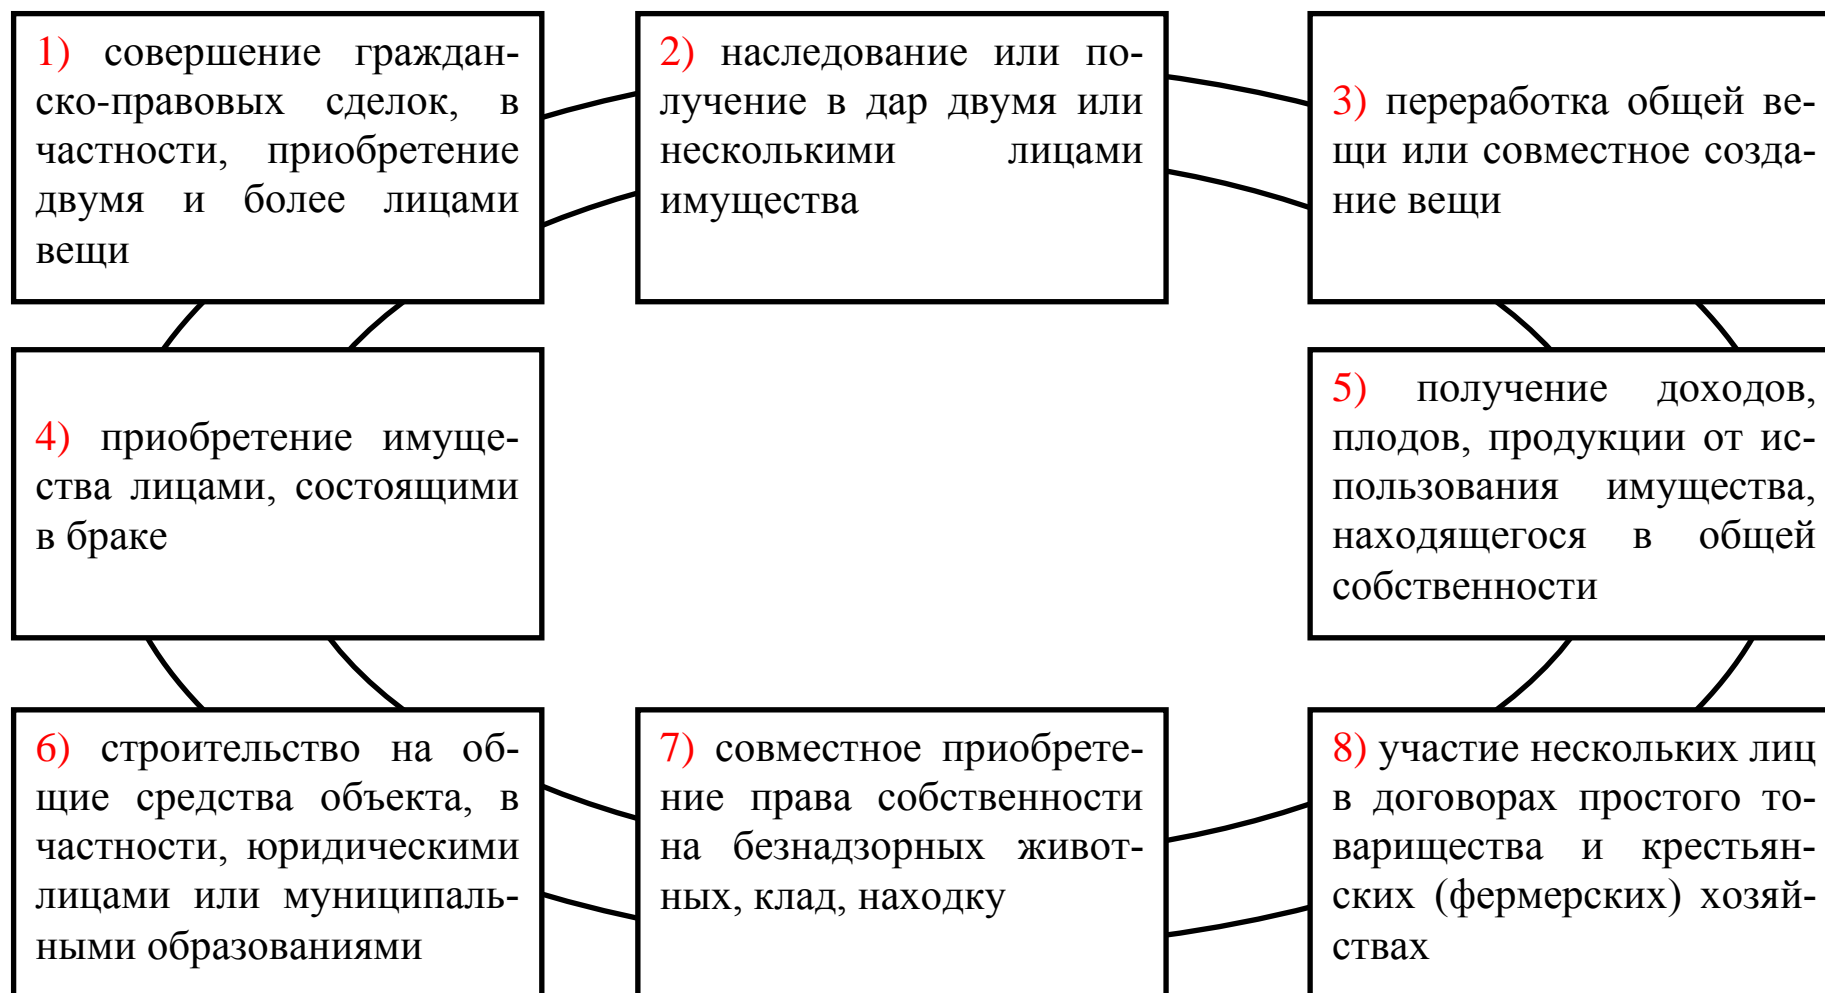 1) совершение граждан-
ско-правовых сделок, в
частности, приобретение
двумя и более лицами
вещи
2) наследование или по-
лучение в дар двумя или
несколькими лицами
имущества
3) переработка общей ве-
щи или совместное созда-
ние вещи
4) приобретение имуще-
ства лицами, состоящими
в браке
5) получение доходов,
плодов, продукции от ис-
пользования имущества,
находящегося в общей
собственности
6) строительство на об-
щие средства объекта, в
частности, юридическими
лицами или муниципаль-
ными образованиями
7) совместное приобрете-
ние права собственности
на безнадзорных живот-
ных, клад, находку
8) участие нескольких лиц
в договорах простого то-
варищества и крестьян-
ских (фермерских) хозяй-
ствах